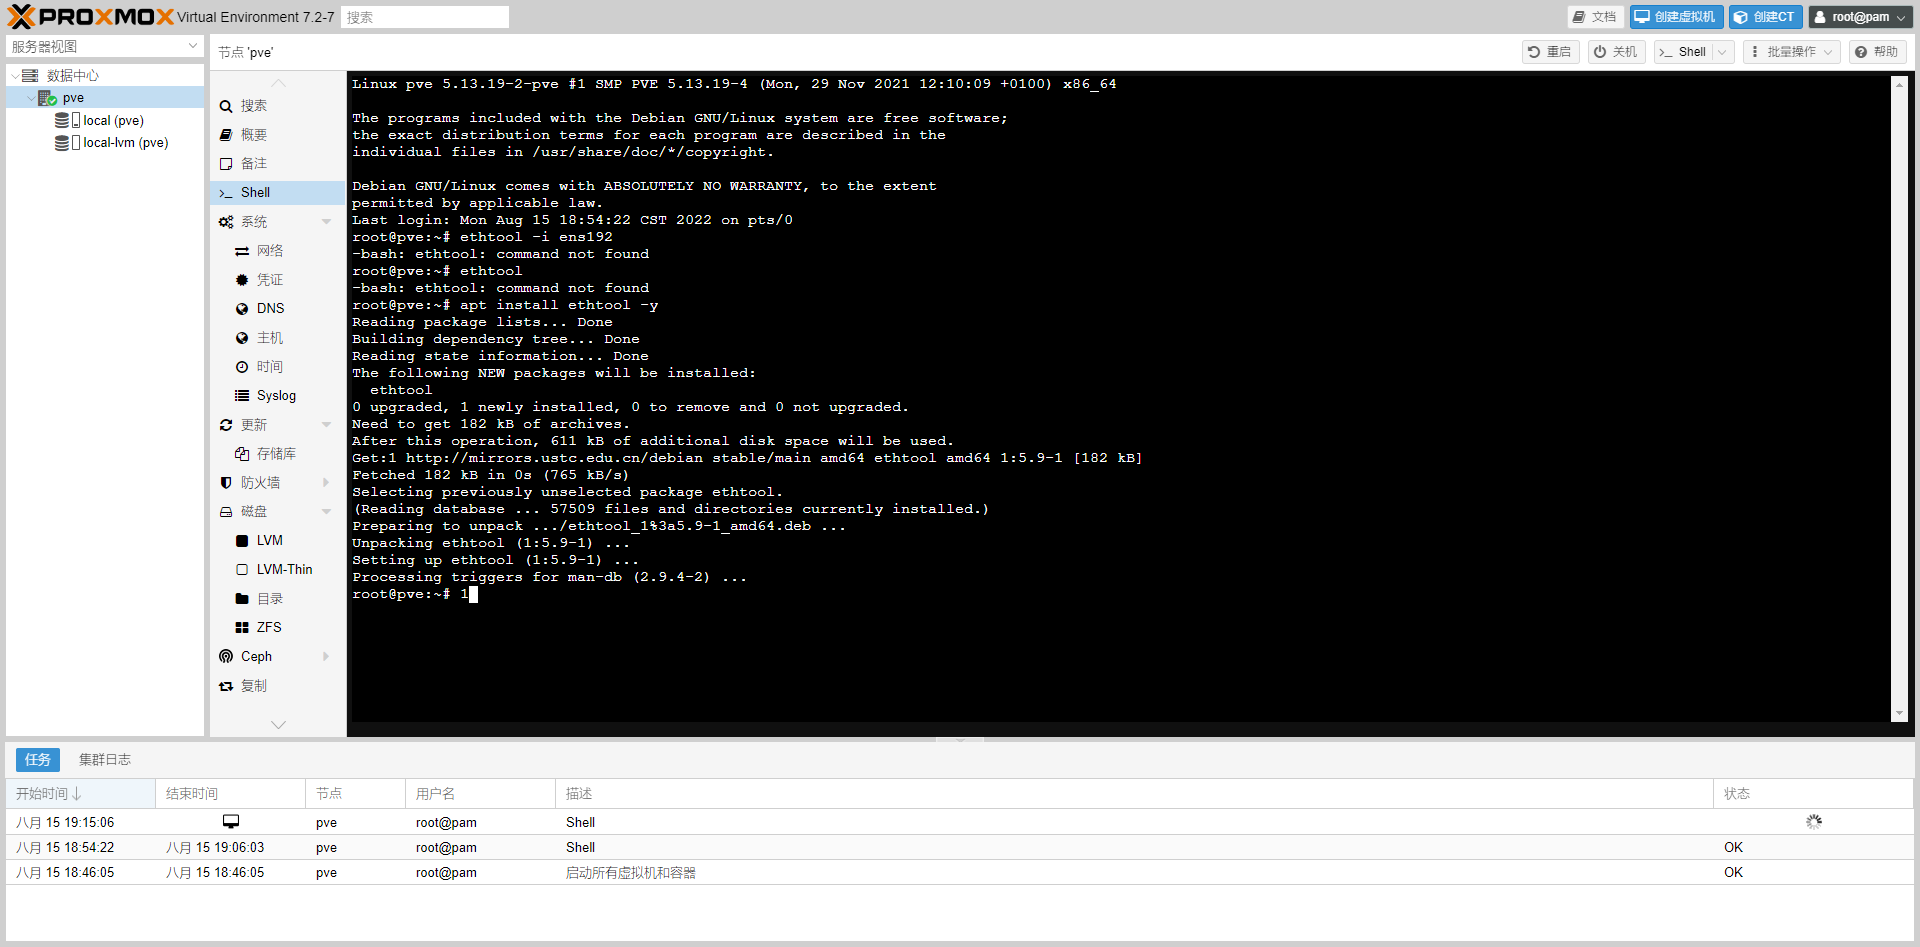 PROXMOX Virtual Environment 7.2-7 搜索 文档 创建虚拟机 创建CT root@pam
服务器视图
节点 'pve' 重启 关机 Shell 批量操作 帮助
数据中心
pve
local (pve)
local-lvm (pve)
搜索
概要
备注
Shell
系统
网络
凭证
DNS
主机
时间
Syslog
更新
存储库
防火墙
磁盘
LVM
LVM-Thin
目录
ZFS
Ceph
复制
Linux pve 5.13.19-2-pve #1 SMP PVE 5.13.19-4 (Mon, 29 Nov 2021 12:10:09 +0100) x86_64
The programs included with the Debian GNU/Linux system are free software;
the exact distribution terms for each program are described in the
individual files in /usr/share/doc/*/copyright.
Debian GNU/Linux comes with ABSOLUTELY NO WARRANTY, to the extent
permitted by applicable law.
Last login: Mon Aug 15 18:54:22 CST 2022 on pts/0
root@pve:~# ethtool -i ens192
-bash: ethtool: command not found
root@pve:~# ethtool
-bash: ethtool: command not found
root@pve:~# apt install ethtool -y
Reading package lists... Done
Building dependency tree... Done
Reading state information... Done
The following NEW packages will be installed:
ethtool
0 upgraded, 1 newly installed, 0 to remove and 0 not upgraded.
Need to get 182 kB of archives.
After this operation, 611 kB of additional disk space will be used.
Get:1 http://mirrors.ustc.edu.cn/debian stable/main amd64 ethtool amd64 1:5.9-1 [182 kB]
Fetched 182 kB in 0s (765 kB/s)
Selecting previously unselected package ethtool.
(Reading database ... 57509 files and directories currently installed.)
Preparing to unpack .../ethtool_1%3a5.9-1_amd64.deb ...
Unpacking ethtool (1:5.9-1) ...
Setting up ethtool (1:5.9-1) ...
Processing triggers for man-db (2.9.4-2) ...
root@pve:~# 1
任务 集群日志
开始时间↓ 结束时间 节点 用户名 描述 状态
八月 15 19:15:06 pve root@pam Shell
八月 15 18:54:22 八月 15 19:06:03 pve root@pam Shell OK
八月 15 18:46:05 八月 15 18:46:05 pve root@pam 启动所有虚拟机和容器 OK